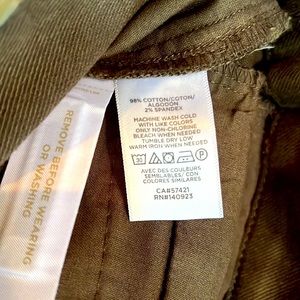 98% COTTON/COTON/
ALGODÓN
2% SPANDEX
MACHINE WASH COLD
WITH LIKE COLORS
ONLY NON-CHLORINE
BLEACH WHEN NEEDED
TUMBLE DRY LOW
WARM IRON WHEN NEEDED
30
P
AVEC DES COULEURS
SEMBLABLES/ CON
COLORES SIMILARES
CA#57421
RN#140923
REMOVE BEFORE WEARING
OR WASHING